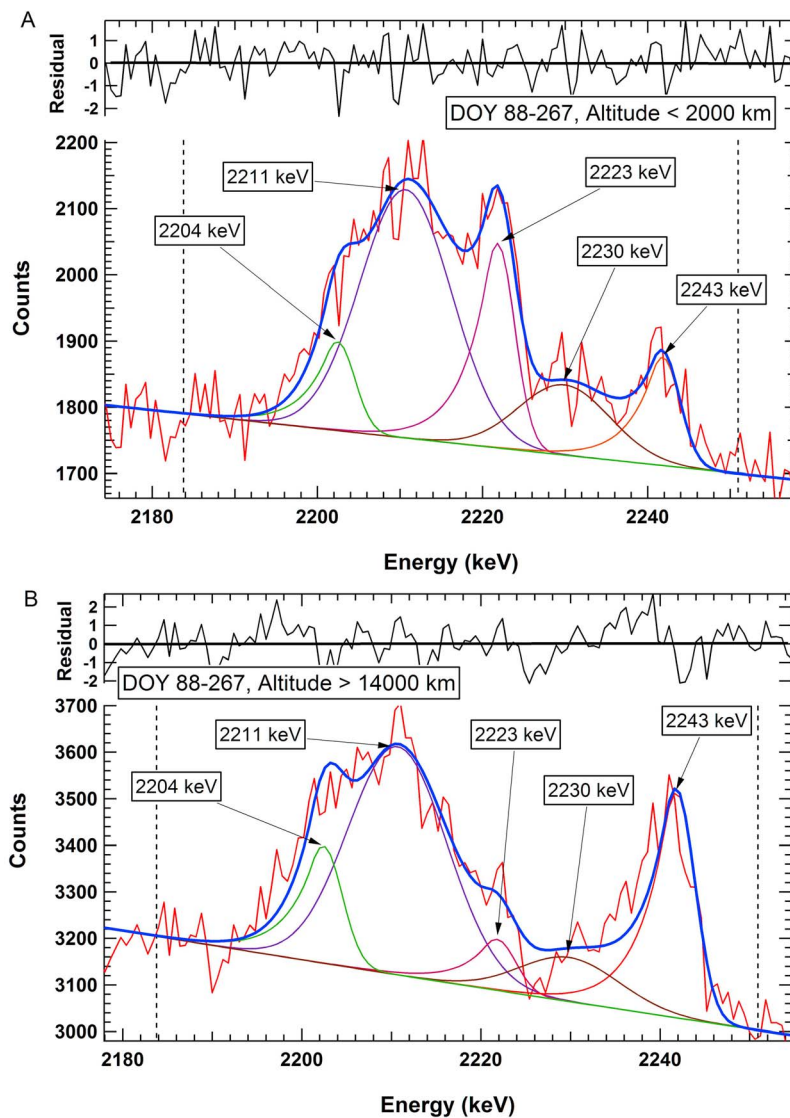 A
Residual
1
0
-1
-2
DOY 88-267, Altitude < 2000 km
2200
2100
2000
1900
1800
1700
Counts
2211 keV
2223 keV
2204 keV
2230 keV
2243 keV
2180 2200 2220 2240
Energy (keV)
B
Residual
2
1
0
-1
-2
DOY 88-267, Altitude > 14000 km
3700
3600
3500
3400
3300
3200
3100
3000
Counts
2211 keV
2223 keV
2243 keV
2204 keV
2230 keV
2180 2200 2220 2240
Energy (keV)